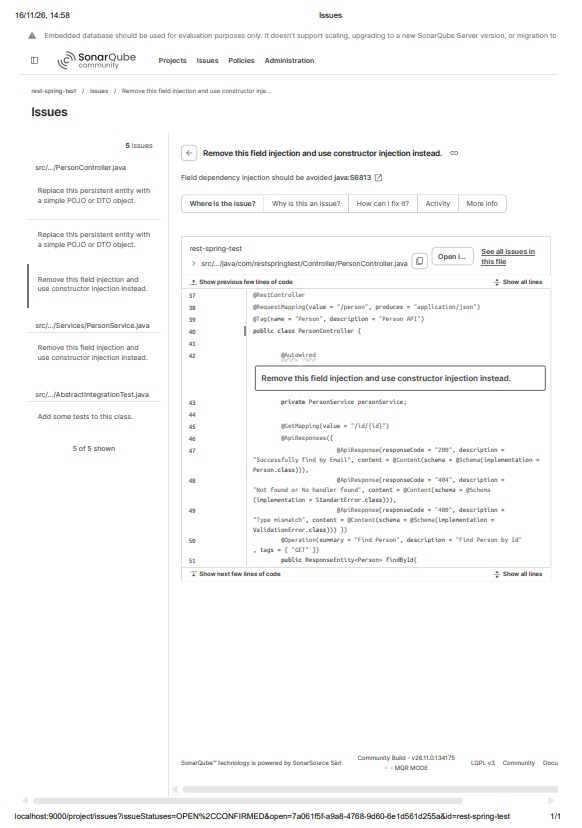 16/11/26, 14:58
Issues
Embedded database should be used for evaluation purposes only. It doesn't support scaling, upgrading to a new SonarQube Server version, or migration to
SonarQube community
Projects
Issues
Policies
Administration
rest-spring-test / Issues / Remove this field injection and use constructor inje...
Issues
5 issues
src/.../PersonController.java
Replace this persistent entity with
a simple POJO or DTO object.
Replace this persistent entity with
a simple POJO or DTO object.
Remove this field injection and
use constructor injection instead.
src/.../Services/PersonService.java
Remove this field injection and
use constructor injection instead.
src/.../AbstractIntegrationTest.java
Add some tests to this class.
5 of 5 shown
Remove this field injection and use constructor injection instead.
Field dependency injection should be avoided java:S6813
Where is the issue?
Why is this an issue?
How can I fix it?
Activity
More info
rest-spring-test
src/.../java/com/restspringtest/Controller/PersonController.java
Open i...
See all issues in
this file
Show previous few lines of code
Show all lines
37 @RestController
38 @RequestMapping(value = "/person", produces = "application/json")
39 @Tag(name = "Person", description = "Person API")
40 public class PersonController {
41
42 @Autowired
Remove this field injection and use constructor injection instead.
43 private PersonService personService;
44
45 @GetMapping(value = "/id/{id}")
46 @ApiResponses({
47 @ApiResponse(responseCode = "200", description =
"Successfully find by Email", content = @Content(schema = @Schema(implementation =
Person.class))),
48 @ApiResponse(responseCode = "404", description =
"Not found or No handler found", content = @Content(schema = @Schema
(implementation = StandartError.class))),
49 @ApiResponse(responseCode = "400", description =
"Type mismatch", content = @Content(schema = @Schema(implementation =
ValidationError.class))) })
50 @Operation(summary = "Find Person", description = "Find Person by Id"
, tags = { "GET" })
51 public ResponseEntity<Person> findById(
Show next few lines of code
Show all lines
SonarQube™ technology is powered by SonarSource Sàrl
Community Build - v26.11.0.134175
MQR MODE
LGPL v3
Community
Docu
localhost:9000/project/issues?issueStatuses=OPEN%2CCONFIRMED&open=7a061f5f-a9a8-4768-9d60-6e1d561d255a&id=rest-spring-test
1/1